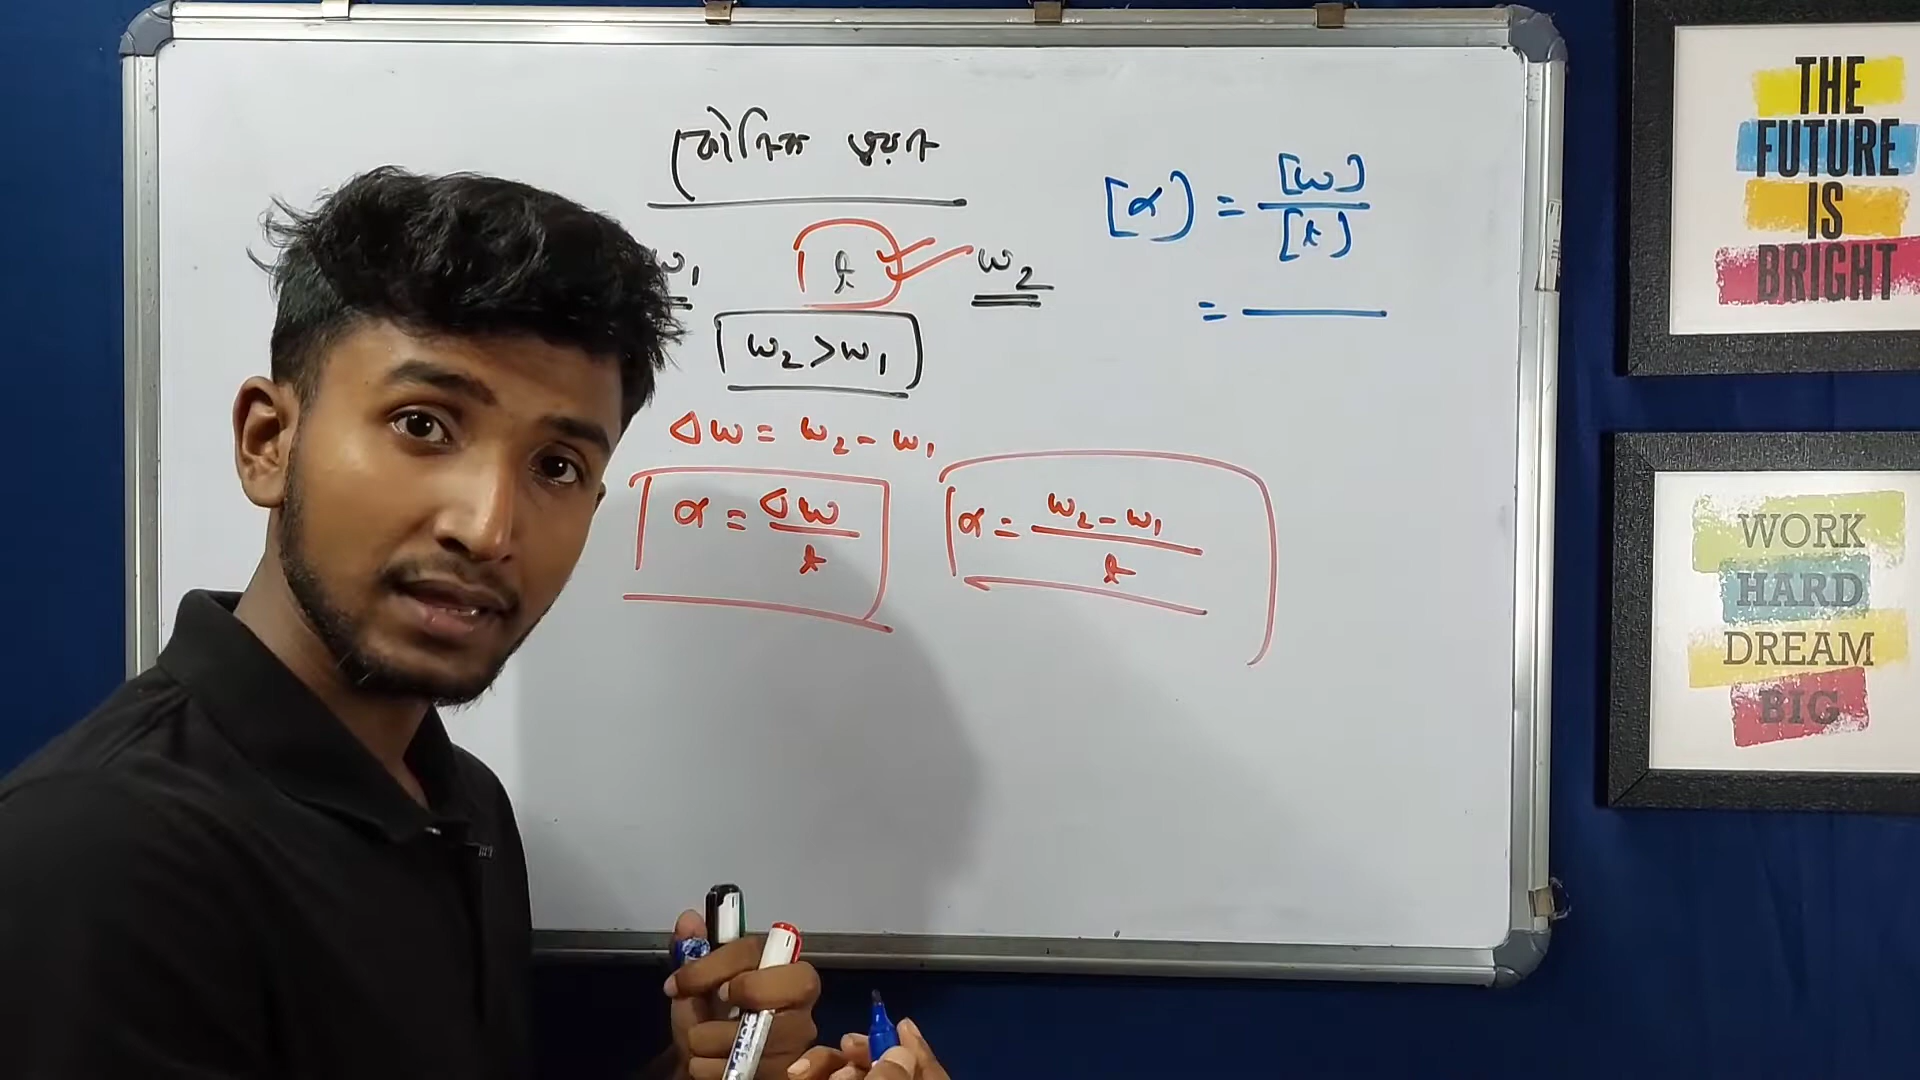 কৌনিক ত্বরণ
ω₁ t ω₂
ω₂ > ω₁
Δω = ω₂ - ω₁
α = Δω / t
α = ω₂ - ω₁ / t
[α] = [ω] / [t]
=
THE
FUTURE
IS
BRIGHT
WORK
HARD
DREAM
BIG